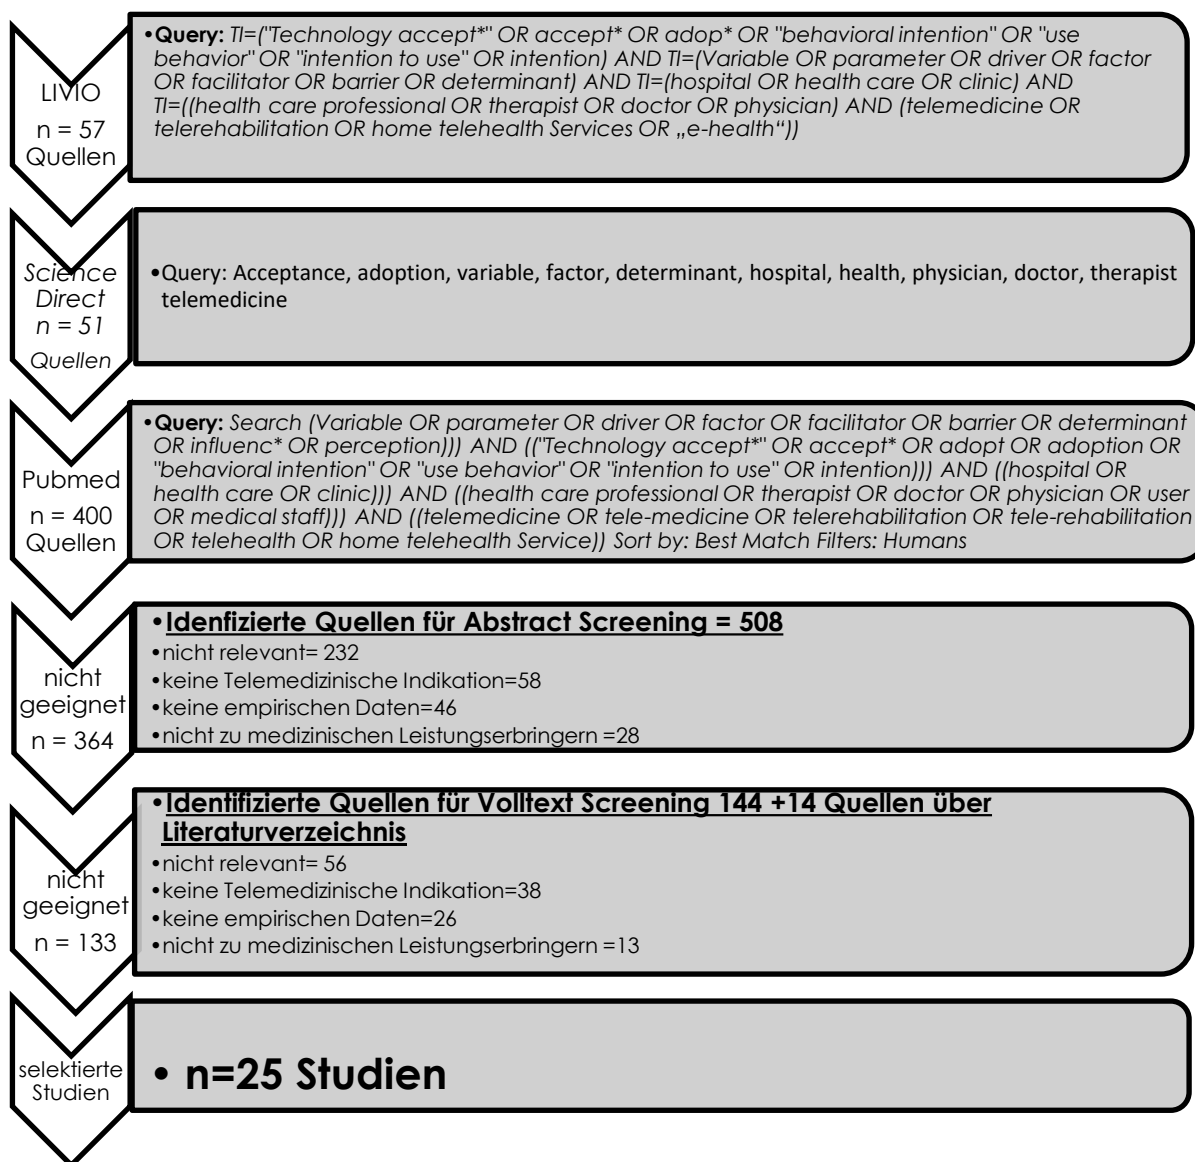 LIVIO
n = 57
Quellen
•Query: TI=("Technology accept*" OR accept* OR adop* OR "behavioral intention" OR "use
behavior" OR "intention to use" OR intention) AND TI=(Variable OR parameter OR driver OR factor
OR facilitator OR barrier OR determinant) AND TI=(hospital OR health care OR clinic) AND
TI=((health care professional OR therapist OR doctor OR physician) AND (telemedicine OR
telerehabilitation OR home telehealth Services OR „e-health“))
Science
Direct
n = 51
Quellen
•Query: Acceptance, adoption, variable, factor, determinant, hospital, health, physician, doctor, therapist
telemedicine
Pubmed
n = 400
Quellen
•Query: Search (Variable OR parameter OR driver OR factor OR facilitator OR barrier OR determinant
OR influenc* OR perception))) AND (("Technology accept*" OR accept* OR adopt OR adoption OR
"behavioral intention" OR "use behavior" OR "intention to use" OR intention))) AND ((hospital OR
health care OR clinic))) AND ((health care professional OR therapist OR doctor OR physician OR user
OR medical staff))) AND ((telemedicine OR tele-medicine OR telerehabilitation OR tele-rehabilitation
OR telehealth OR home telehealth Service)) Sort by: Best Match Filters: Humans
nicht
geeignet
n = 364
•Idenfizierte Quellen für Abstract Screening = 508
•nicht relevant= 232
•keine Telemedizinische Indikation=58
•keine empirischen Daten=46
•nicht zu medizinischen Leistungserbringern =28
nicht
geeignet
n = 133
•Identifizierte Quellen für Volltext Screening 144 +14 Quellen über
Literaturverzeichnis
•nicht relevant= 56
•keine Telemedizinische Indikation=38
•keine empirischen Daten=26
•nicht zu medizinischen Leistungserbringern =13
selektierte
Studien
• n=25 Studien